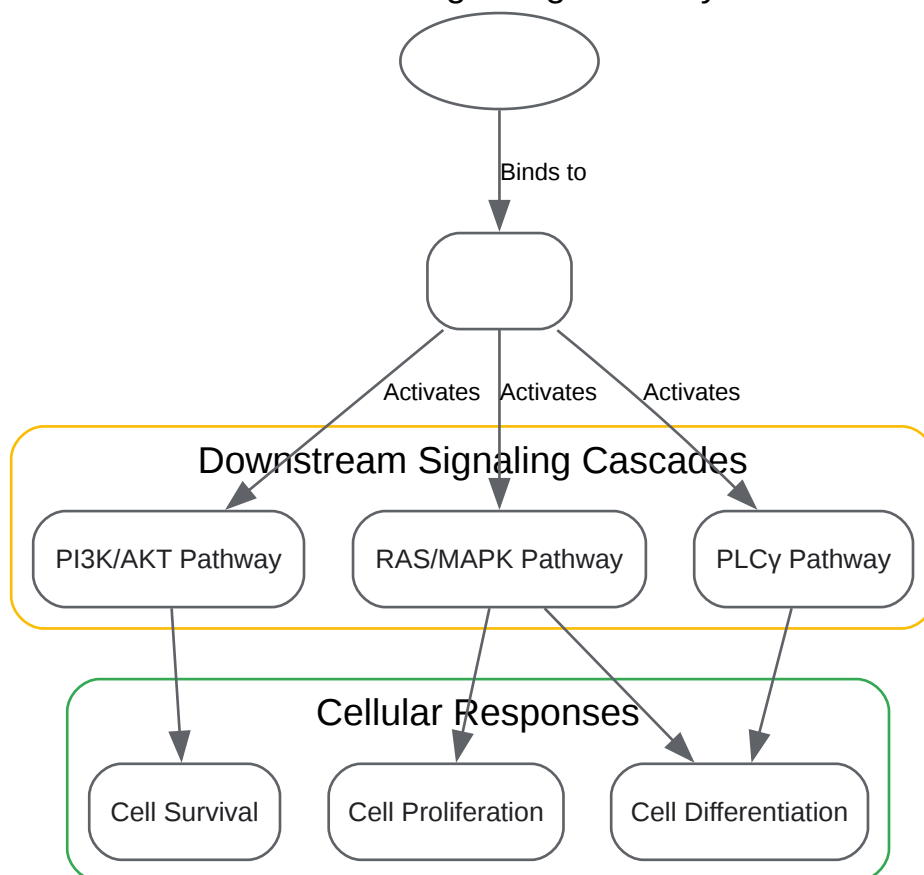 Binds to
Activates Activates Activates
Downstream Signaling Cascades
PI3K/AKT Pathway RAS/MAPK Pathway PLCγ Pathway
Cellular Responses
Cell Survival Cell Proliferation Cell Differentiation